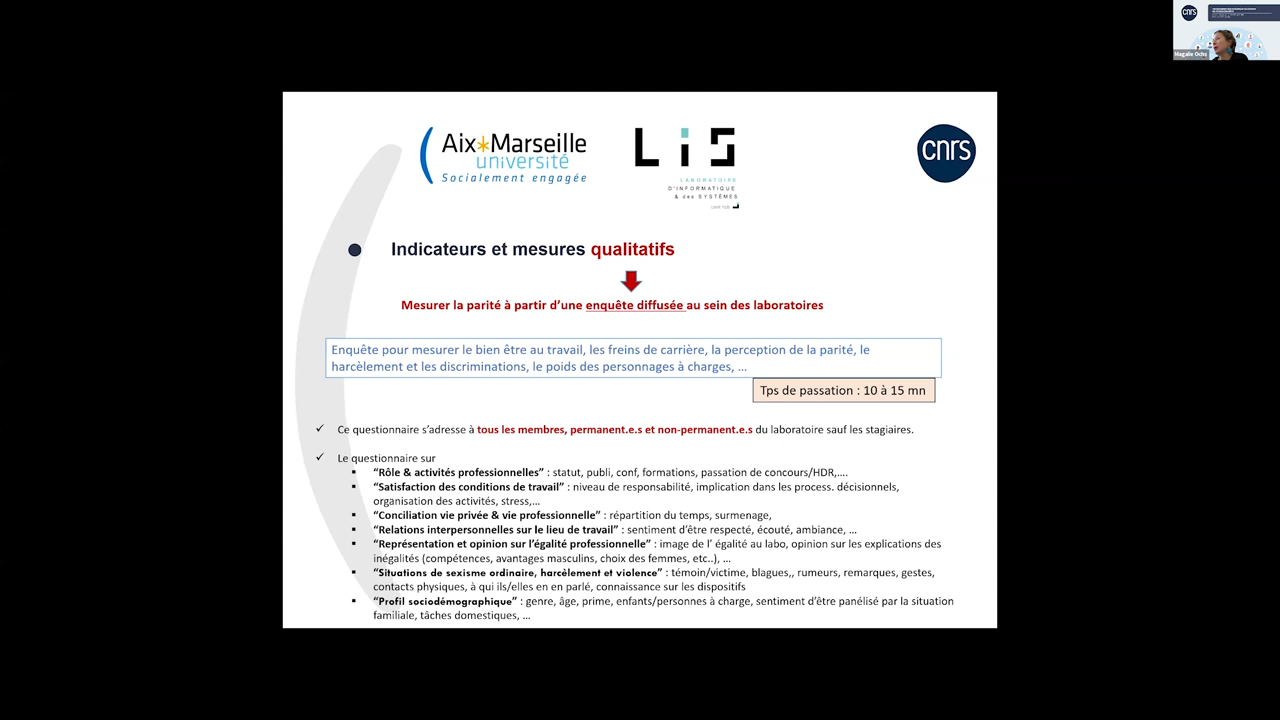 cnrs
Magalie Ochs
Aix*Marseille
université
Socialement engagée
LIS
LABORATOIRE
D'INFORMATIQUE
& des SYSTÈMES
cnrs
Indicateurs et mesures qualitatifs
Mesurer la parité à partir d'une enquête diffusée au sein des laboratoires
Enquête pour mesurer le bien être au travail, les freins de carrière, la perception de la parité, le
harcèlement et les discriminations, le poids des personnages à charges, ...
Tps de passation : 10 à 15 mn
✓ Ce questionnaire s'adresse à tous les membres, permanent.e.s et non-permanent.e.s du laboratoire sauf les stagiaires.
✓ Le questionnaire sur
▪ "Rôle & activités professionnelles" : statut, publi, conf, formations, passation de concours/HDR,....
▪ "Satisfaction des conditions de travail" : niveau de responsabilité, implication dans les process. décisionnels,
organisation des activités, stress,...
▪ "Conciliation vie privée & vie professionnelle" : répartition du temps, surmenage,
▪ "Relations interpersonnelles sur le lieu de travail" : sentiment d'être respecté, écouté, ambiance, ...
▪ "Représentation et opinion sur l'égalité professionnelle" : image de l' égalité au labo, opinion sur les explications des
inégalités (compétences, avantages masculins, choix des femmes, etc..), ...
▪ "Situations de sexisme ordinaire, harcèlement et violence" : témoin/victime, blagues,, rumeurs, remarques, gestes,
contacts physiques, à qui ils/elles en en parlé, connaissance sur les dispositifs
▪ "Profil sociodémographique" : genre, âge, prime, enfants/personnes à charge, sentiment d'être panélisé par la situation
familiale, tâches domestiques, ...